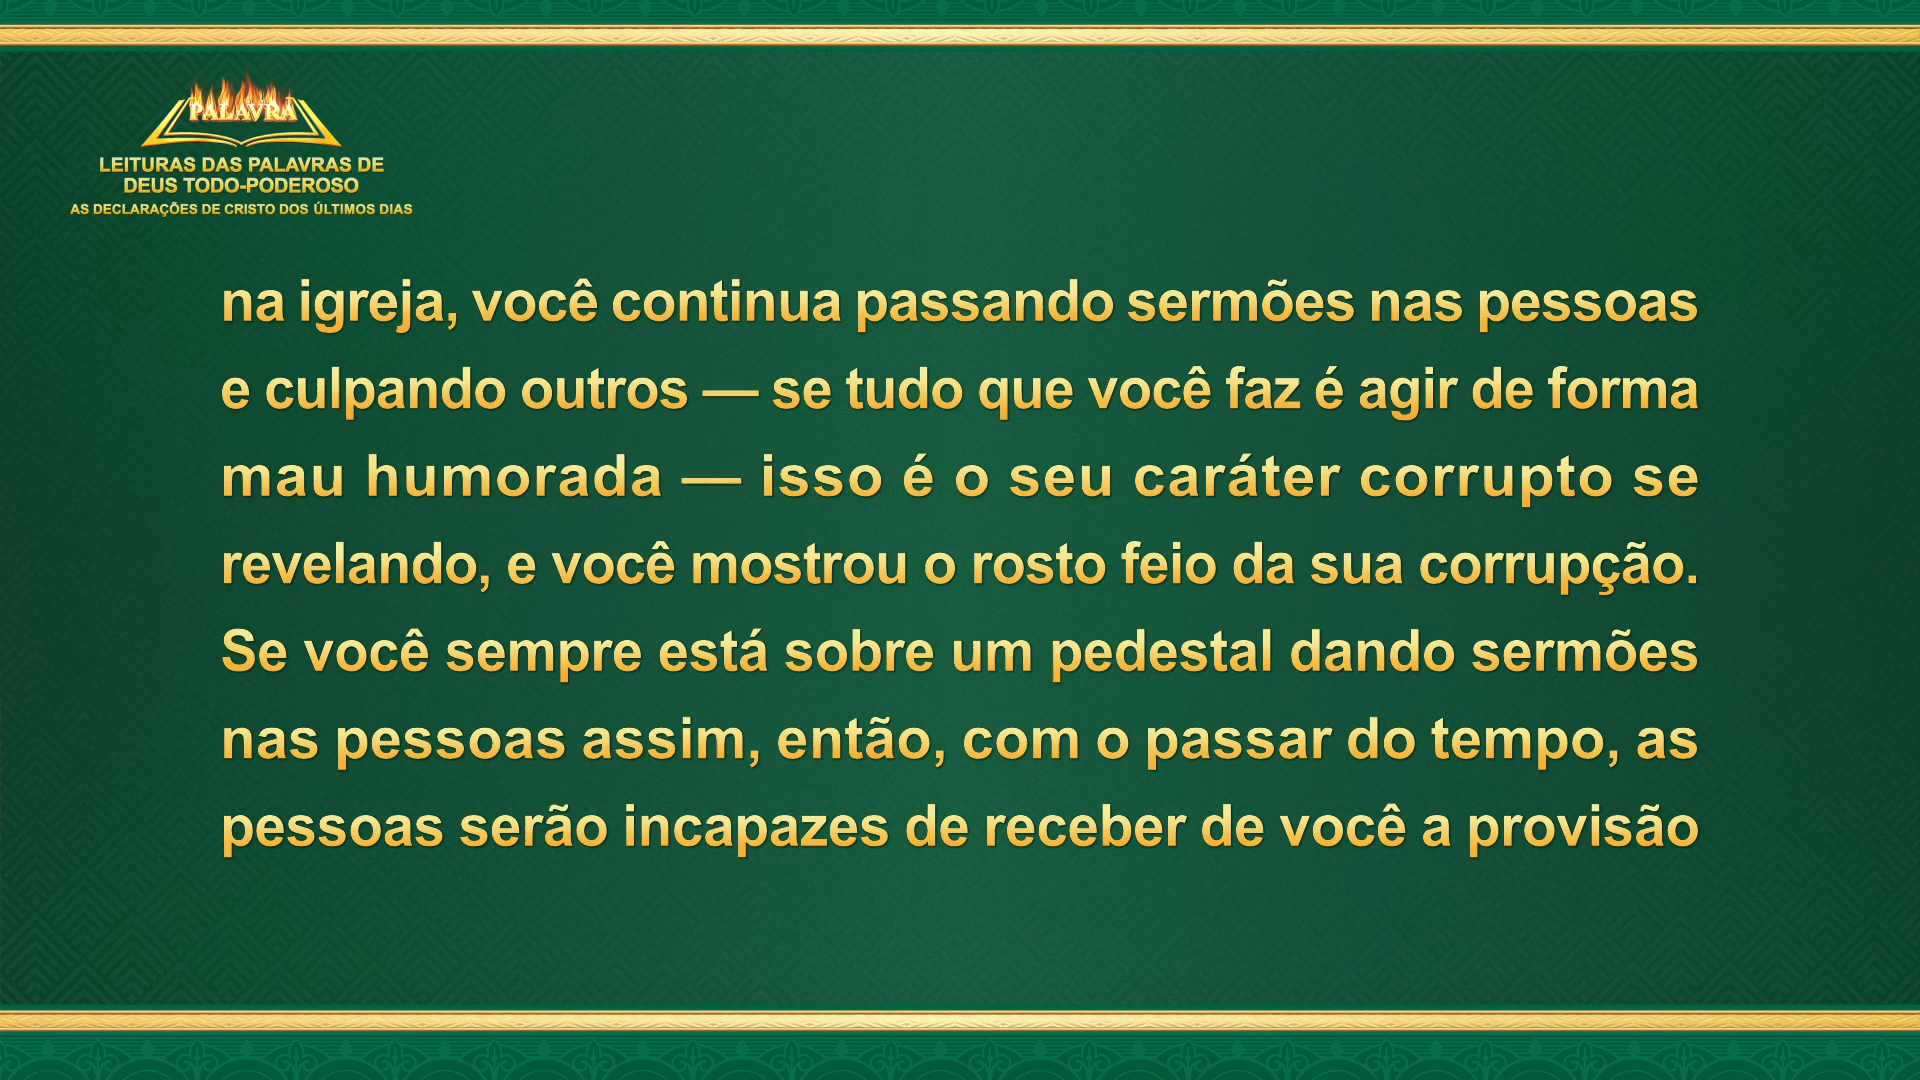 PALAVRA
LEITURAS DAS PALAVRAS DE
DEUS TODO-PODEROSO
AS DECLARAÇÕES DE CRISTO DOS ÚLTIMOS DIAS
na igreja, você continua passando sermões nas pessoas
e culpando outros — se tudo que você faz é agir de forma
mau humorada — isso é o seu caráter corrupto se
revelando, e você mostrou o rosto feio da sua corrupção.
Se você sempre está sobre um pedestal dando sermões
nas pessoas assim, então, com o passar do tempo, as
pessoas serão incapazes de receber de você a provisão